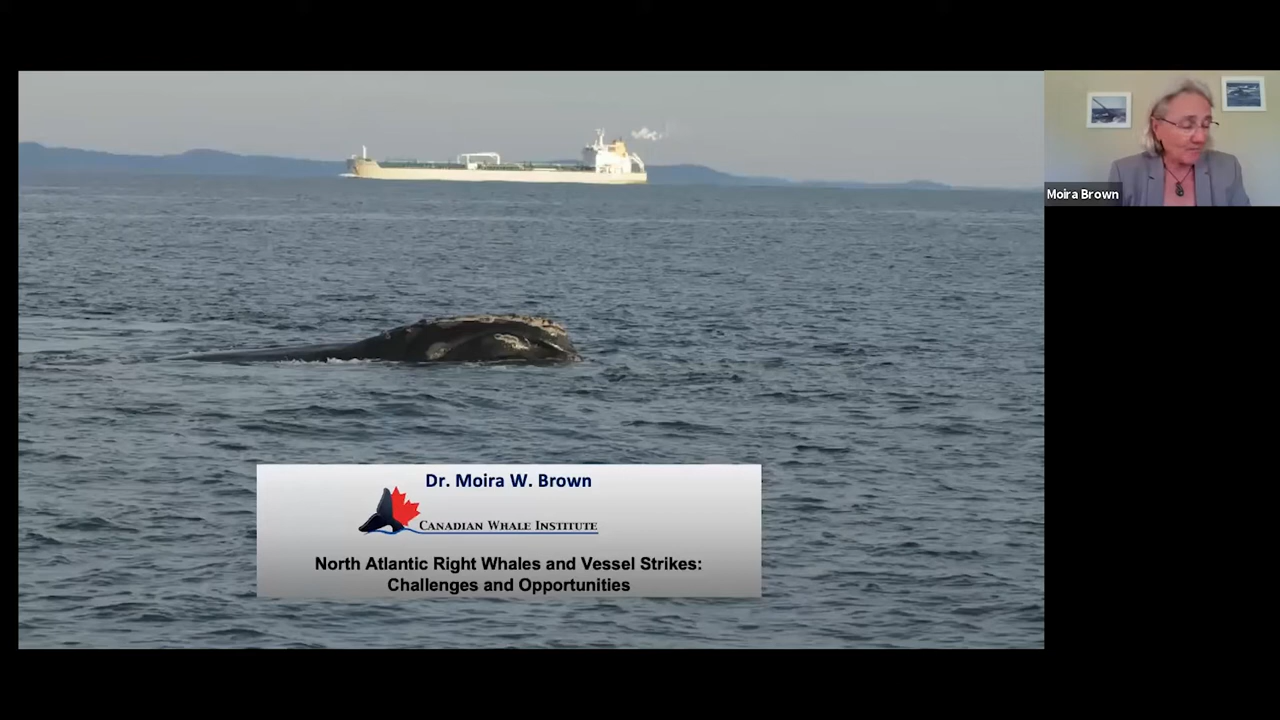 Moira Brown
Dr. Moira W. Brown
CANADIAN WHALE INSTITUTE
North Atlantic Right Whales and Vessel Strikes:
Challenges and Opportunities